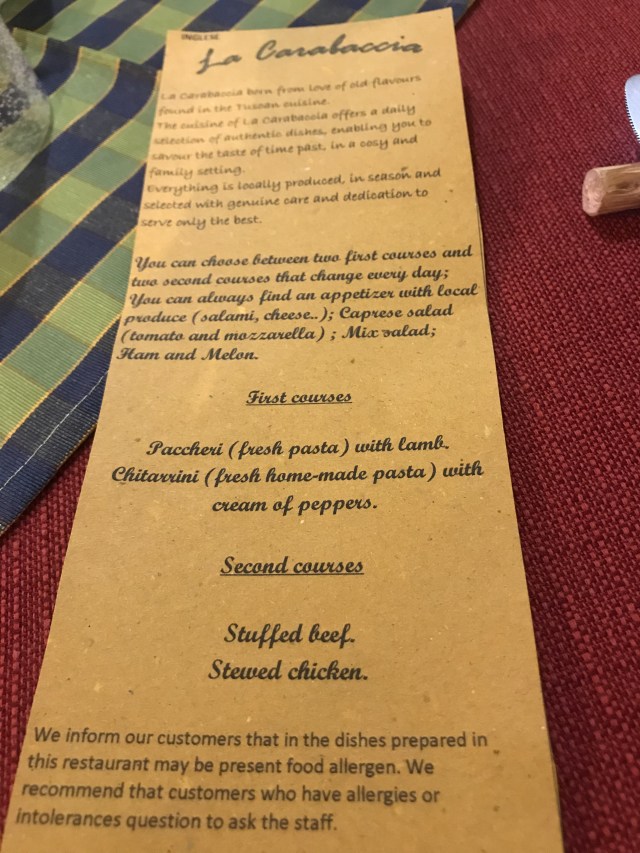 INGLESE
La Carabaccia
La Carabaccia born from love of old flavours
found in the Tuscan cuisine.
The cuisine of La Carabaccia offers a daily
selection of authentic dishes, enabling you to
savour the taste of time past, in a cosy and
family setting.
Everything is locally produced, in season and
selected with genuine care and dedication to
serve only the best.
You can choose between two first courses and
two second courses that change every day;
You can always find an appetizer with local
produce (salami, cheese..); Caprese salad
(tomato and mozzarella) ; Mix salad;
Ham and Melon.
First courses
Paccheri (fresh pasta) with lamb.
Chitarrini (fresh home-made pasta) with
cream of peppers.
Second courses
Stuffed beef.
Stewed chicken.
We inform our customers that in the dishes prepared in
this restaurant may be present food allergen. We
recommend that customers who have allergies or
intolerances question to ask the staff.